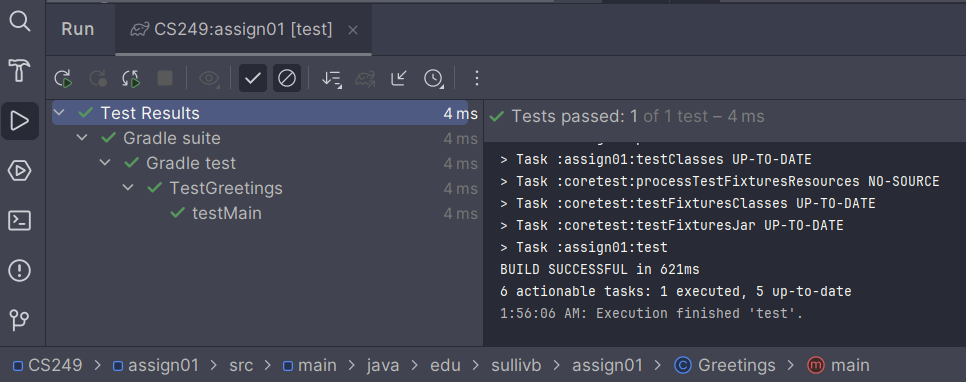 Run CS249:assign01 [test]
Test Results 4 ms
Gradle suite 4 ms
Gradle test 4 ms
TestGreetings 4 ms
testMain 4 ms
Tests passed: 1 of 1 test – 4 ms
> Task :assign01:testClasses UP-TO-DATE
> Task :coretest:processTestFixturesResources NO-SOURCE
> Task :coretest:testFixturesClasses UP-TO-DATE
> Task :coretest:testFixturesJar UP-TO-DATE
> Task :assign01:test
BUILD SUCCESSFUL in 621ms
6 actionable tasks: 1 executed, 5 up-to-date
1:56:06 AM: Execution finished 'test'.
CS249 > assign01 > src > main > java > edu > sullivb > assign01 > Greetings > main